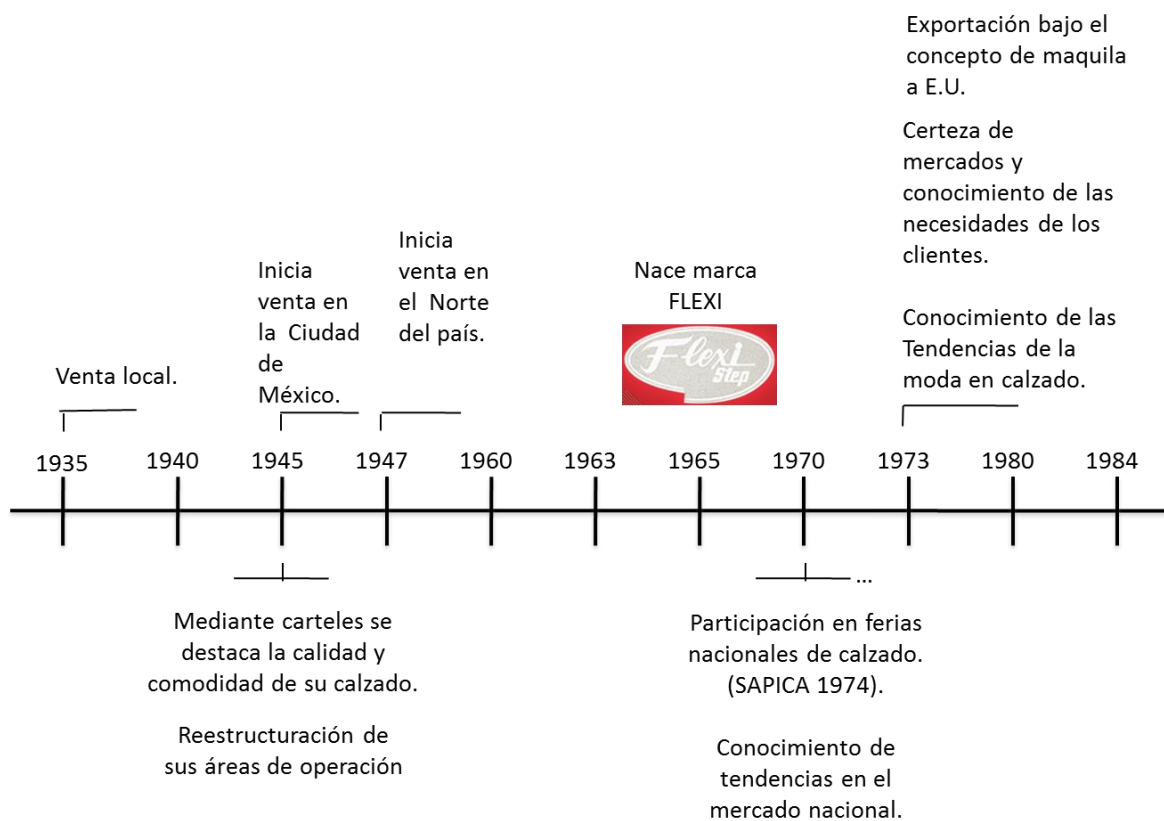 Exportación bajo el
concepto de maquila
a E.U.
Certeza de
mercados y
conocimiento de las
necesidades de los
clientes.
Conocimiento de las
Tendencias de la
moda en calzado.
Inicia
venta en
el Norte
del país.
Inicia
venta en
la Ciudad
de
México.
Nace marca
FLEXI
Flexi
Step
Venta local.
1935 1940 1945 1947 1960 1963 1965 1970 1973 1980 1984
...
Mediante carteles se
destaca la calidad y
comodidad de su calzado.
Reestructuración de
sus áreas de operación
Participación en ferias
nacionales de calzado.
(SAPICA 1974).
Conocimiento de
tendencias en el
mercado nacional.